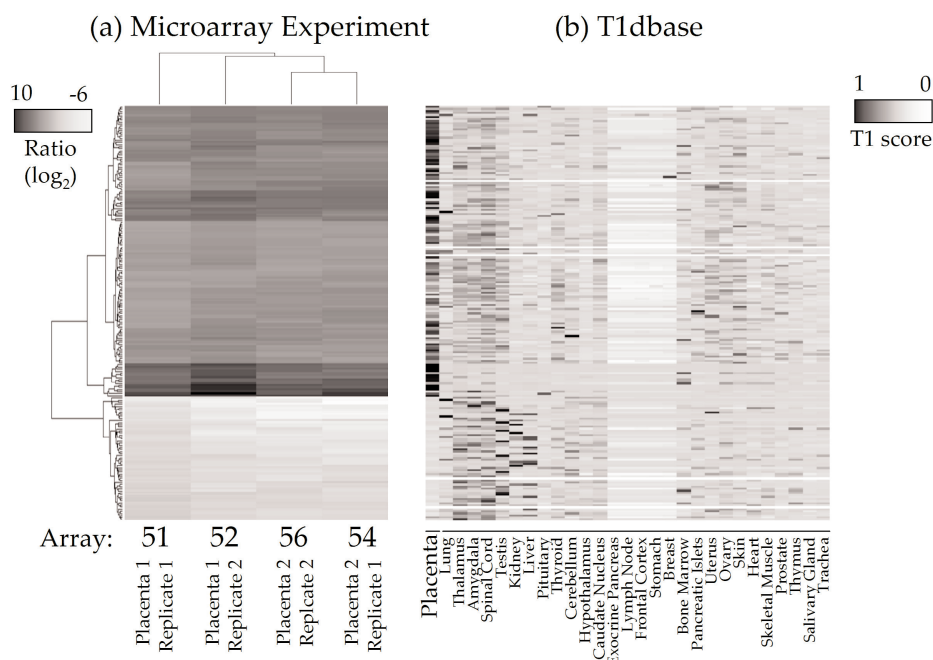 (a) Microarray Experiment
(b) T1dbase
10 -6
Ratio
(log2)
1 0
T1 score
Array: 51 52 56 54
Placenta 1
Replicate 1
Placenta 1
Replicate 2
Placenta 2
Replcate 2
Placenta 2
Replicate 1
Placental
Lung
Thalamus
Amygdala
Spinal Cord
Testis
Kidney
Liver
Pituitary
Thyroid
Cerebellum
Hypothalamus
Caudate Nucleus
Exocrine Pancreas
Lymph Node
Frontal Cortex
Stomach
Breast
Bone Marrow
Pancreatic Islets
Uterus
Ovary
Skin
Heart
Skeletal Muscle
Prostate
Thymus
Salivary Gland
Trachea